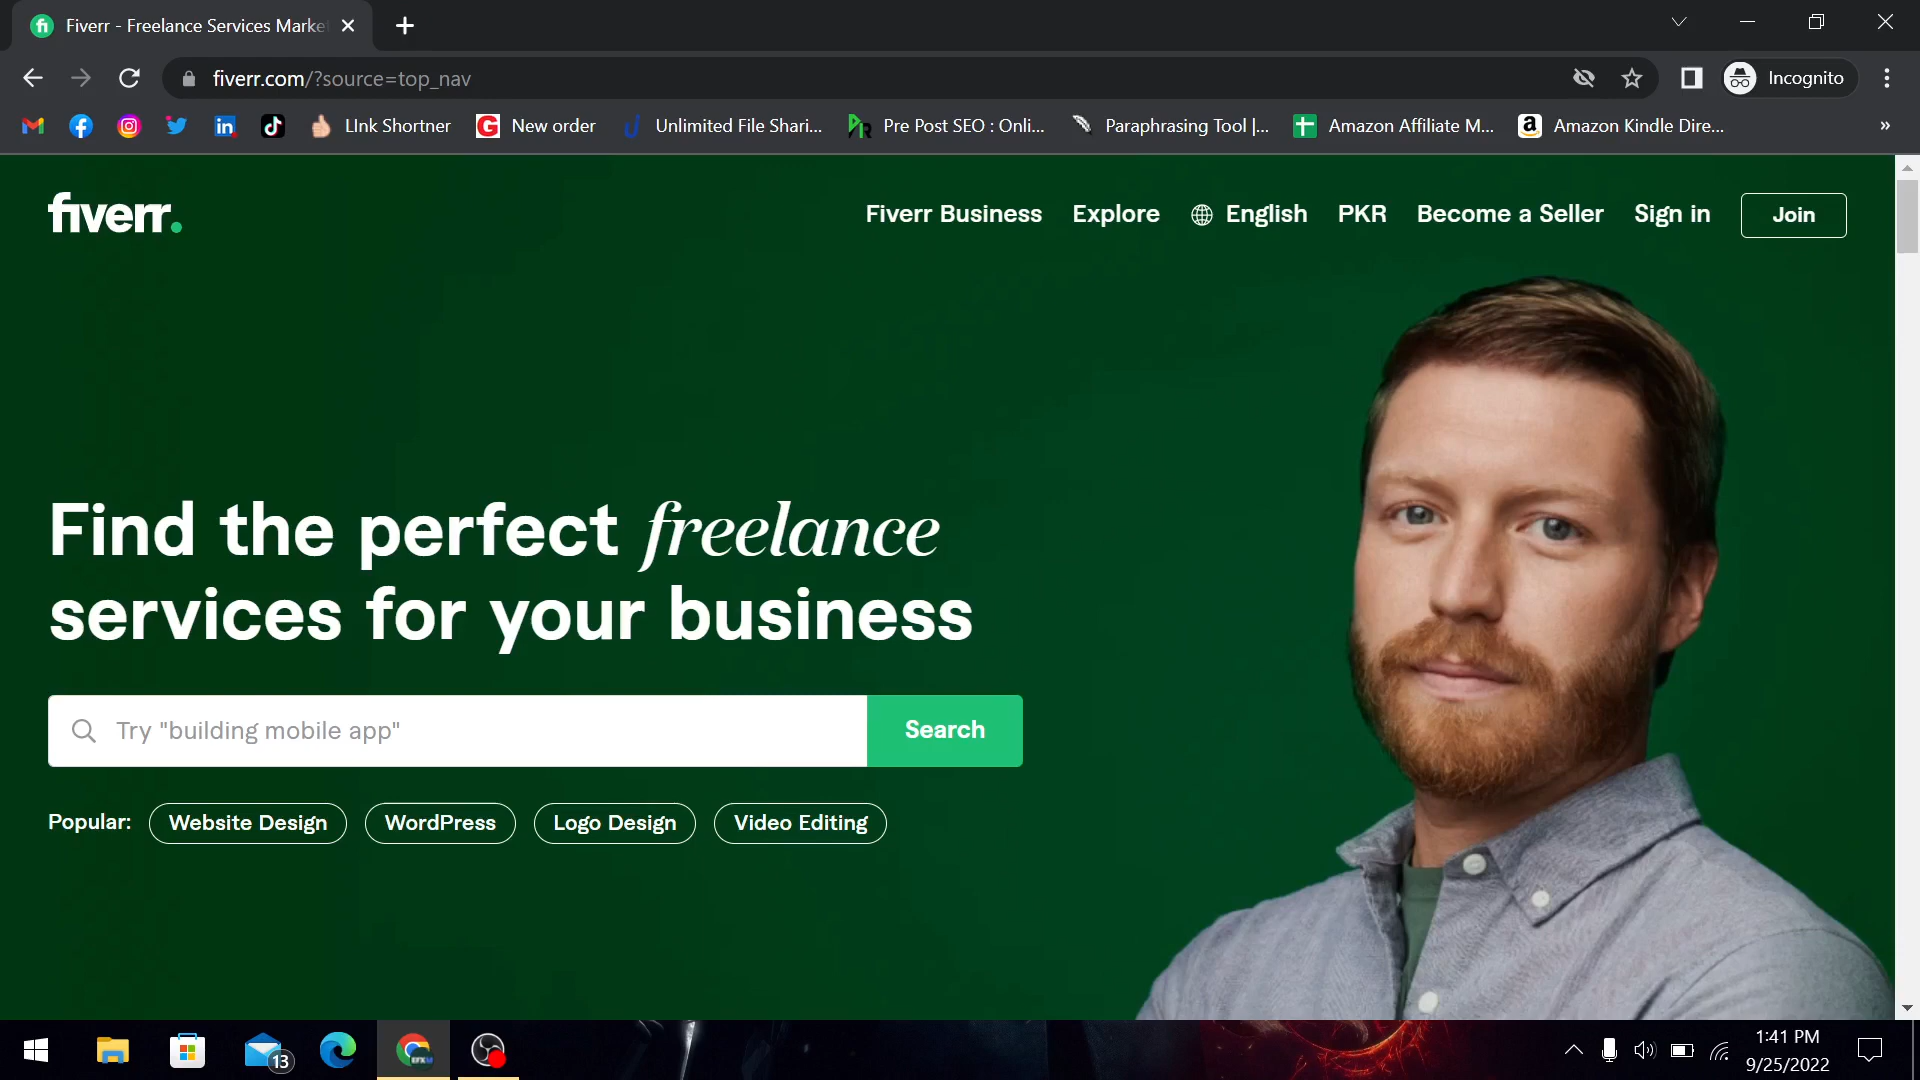 Fiverr - Freelance Services Marke
fiverr.com/?source=top_nav
Incognito
LInk Shortner
New order
Unlimited File Shari...
Pre Post SEO : Onli...
Paraphrasing Tool |...
Amazon Affiliate M...
Amazon Kindle Dire...
»
fiverr.
Fiverr Business
Explore
English
PKR
Become a Seller
Sign in
Join
Find the perfect freelance
services for your business
Try "building mobile app"
Search
Popular:
Website Design
WordPress
Logo Design
Video Editing
13
1:41 PM
9/25/2022